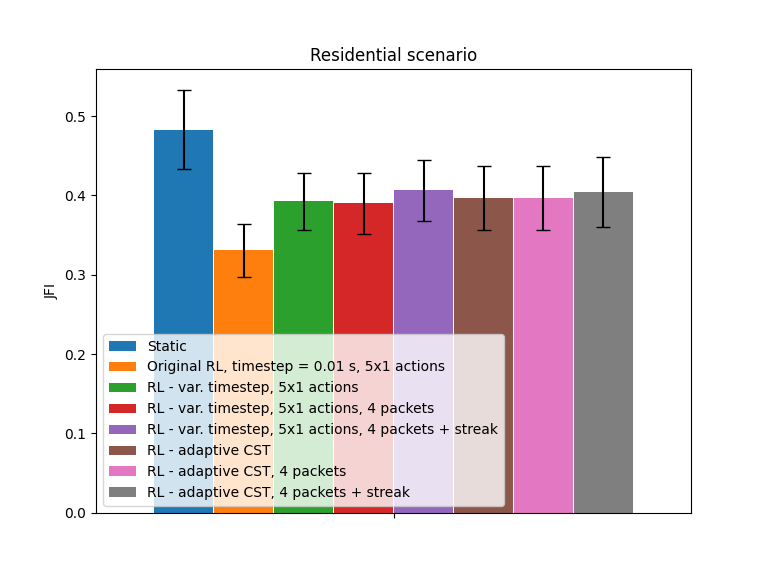 Residential scenario
JFI
0.5
0.4
0.3
0.2
0.1
0.0
Static
Original RL, timestep = 0.01 s, 5x1 actions
RL - var. timestep, 5x1 actions
RL - var. timestep, 5x1 actions, 4 packets
RL - var. timestep, 5x1 actions, 4 packets + streak
RL - adaptive CST
RL - adaptive CST, 4 packets
RL - adaptive CST, 4 packets + streak